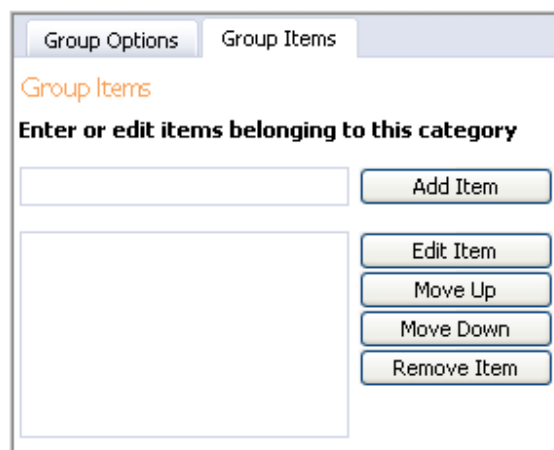 Group Options
Group Items
Group Items
Enter or edit items belonging to this category
Add Item
Edit Item
Move Up
Move Down
Remove Item